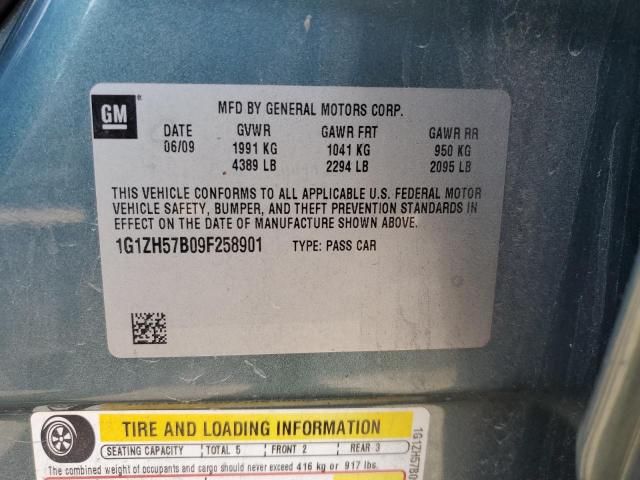 GM
MFD BY GENERAL MOTORS CORP.
DATE GVWR GAWR FRT GAWR RR
06/09 1991 KG 1041 KG 950 KG
4389 LB 2294 LB 2095 LB
THIS VEHICLE CONFORMS TO ALL APPLICABLE U.S. FEDERAL MOTOR
VEHICLE SAFETY, BUMPER, AND THEFT PREVENTION STANDARDS IN
EFFECT ON THE DATE OF MANUFACTURE SHOWN ABOVE.
1G1ZH57B09F258901 TYPE: PASS CAR
TIRE AND LOADING INFORMATION
SEATING CAPACITY TOTAL 5 FRONT 2 REAR 3
The combined weight of occupants and cargo should never exceed 416 kg or 917 lbs.
1G1ZH57B0